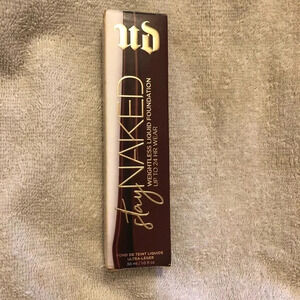 UD
stay NAKED
WEIGHTLESS LIQUID FOUNDATION
UP TO 24 HR WEAR
FOND DE TEINT LIQUIDE
ULTRA-LÉGER